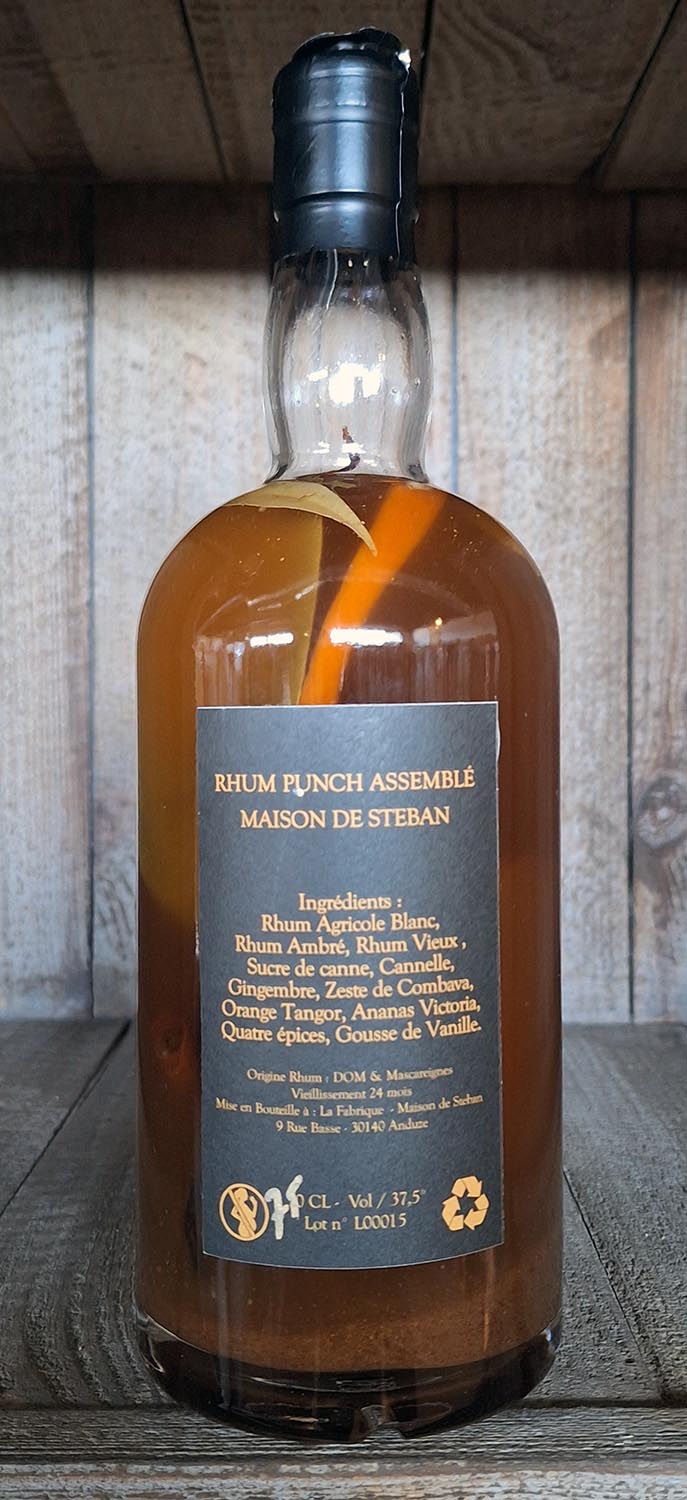 RHUM PUNCH ASSEMBLÉ
MAISON DE STEBAN
Ingrédients :
Rhum Agricole Blanc,
Rhum Ambré, Rhum Vieux ,
Sucre de canne, Cannelle,
Gingembre, Zeste de Combava,
Orange Tangor, Ananas Victoria,
Quatre épices, Gousse de Vanille.
Origine Rhum : DOM & Mascareignes
Vieillissement 24 mois
Mise en Bouteille à : La Fabrique - Maison de Steban
9 Rue Basse - 30140 Anduze
75 0 CL - Vol / 37,5°
Lot n° L00015